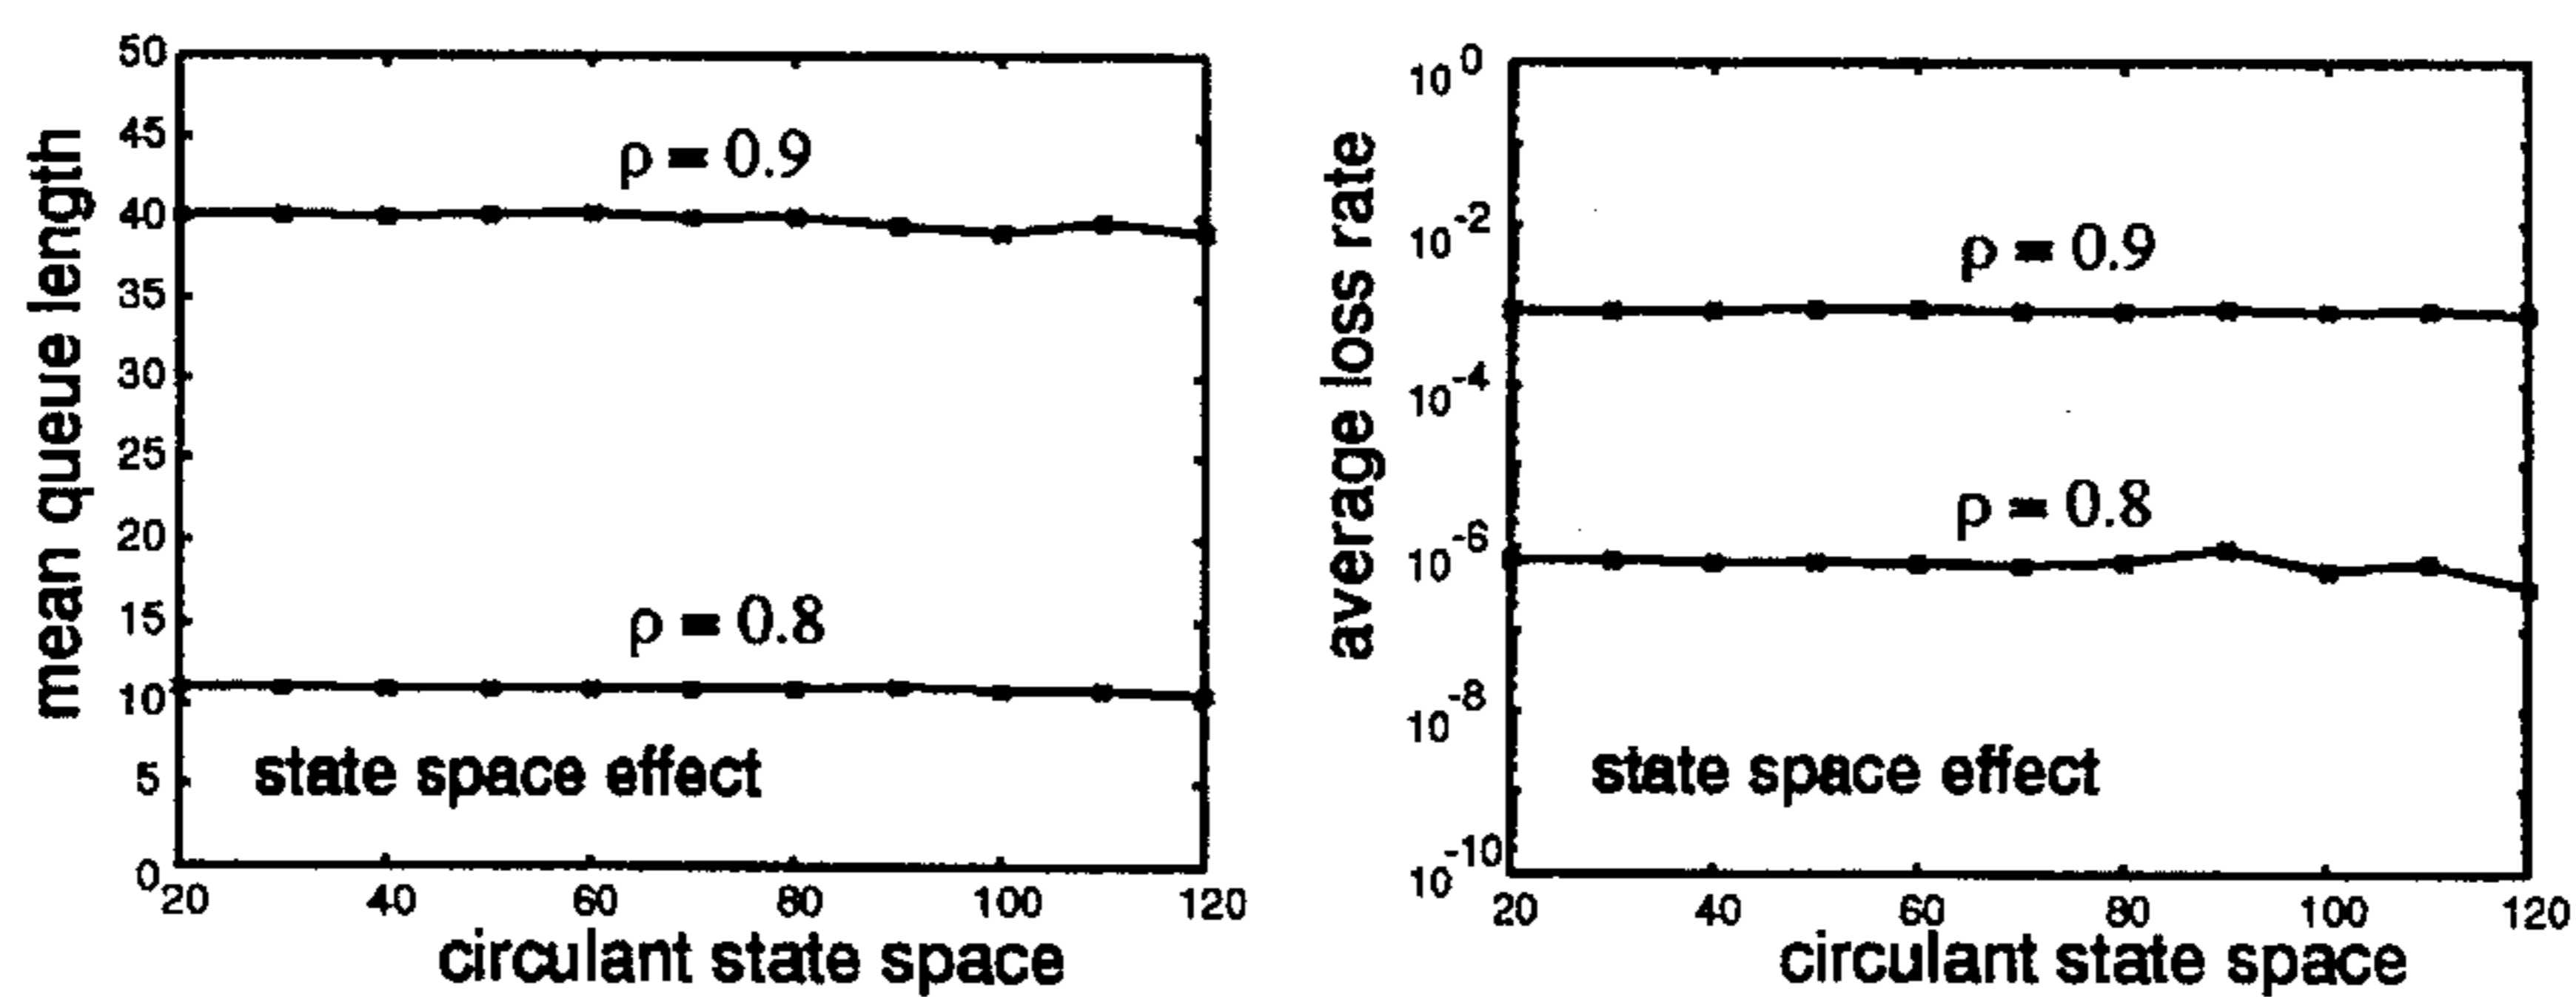 50
45
40
35
30
25
20
15
10
5
0
mean queue length
ρ = 0.9
ρ = 0.8
state space effect
20 40 60 80 100 120
circulant state space
10^0
10^-2
10^-4
10^-6
10^-8
10^-10
average loss rate
ρ = 0.9
ρ = 0.8
state space effect
20 40 60 80 100 120
circulant state space